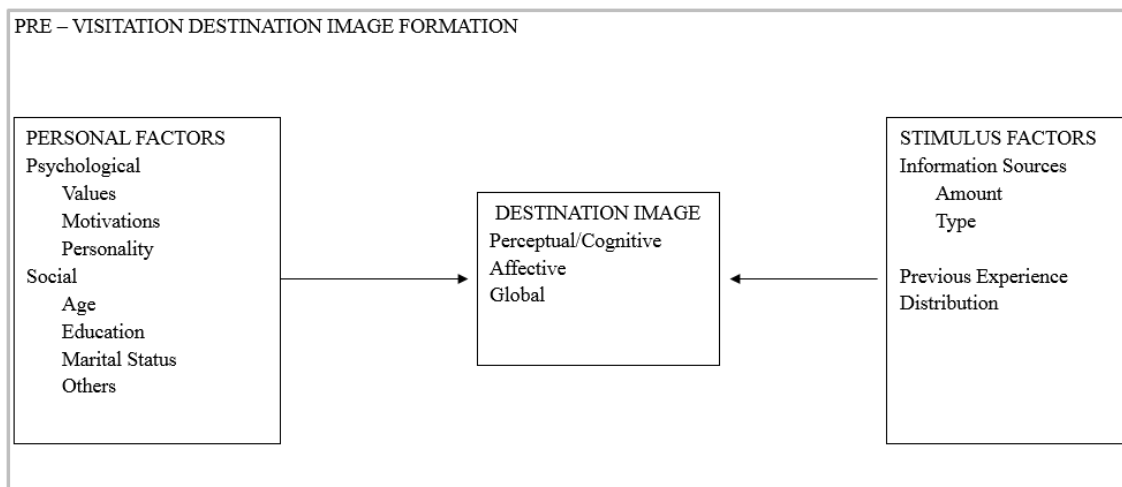 PRE – VISITATION DESTINATION IMAGE FORMATION
PERSONAL FACTORS
Psychological
Values
Motivations
Personality
Social
Age
Education
Marital Status
Others
DESTINATION IMAGE
Perceptual/Cognitive
Affective
Global
STIMULUS FACTORS
Information Sources
Amount
Type
Previous Experience
Distribution